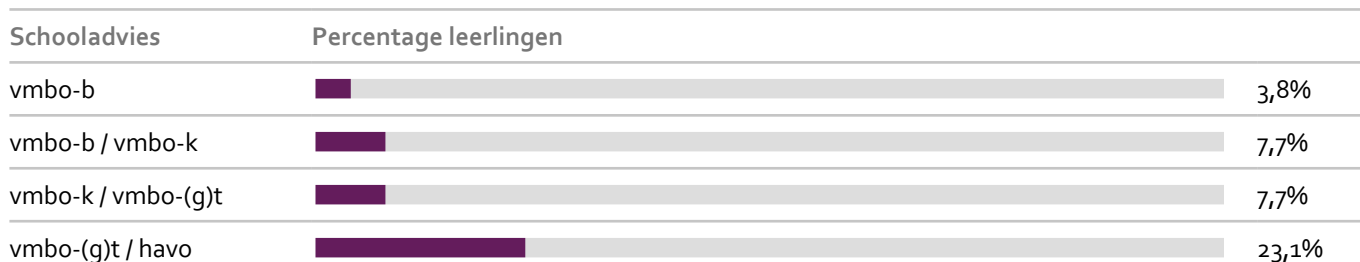 Schooladvies Percentage leerlingen
vmbo-b 3,8%
vmbo-b / vmbo-k 7,7%
vmbo-k / vmbo-(g)t 7,7%
vmbo-(g)t / havo 23,1%